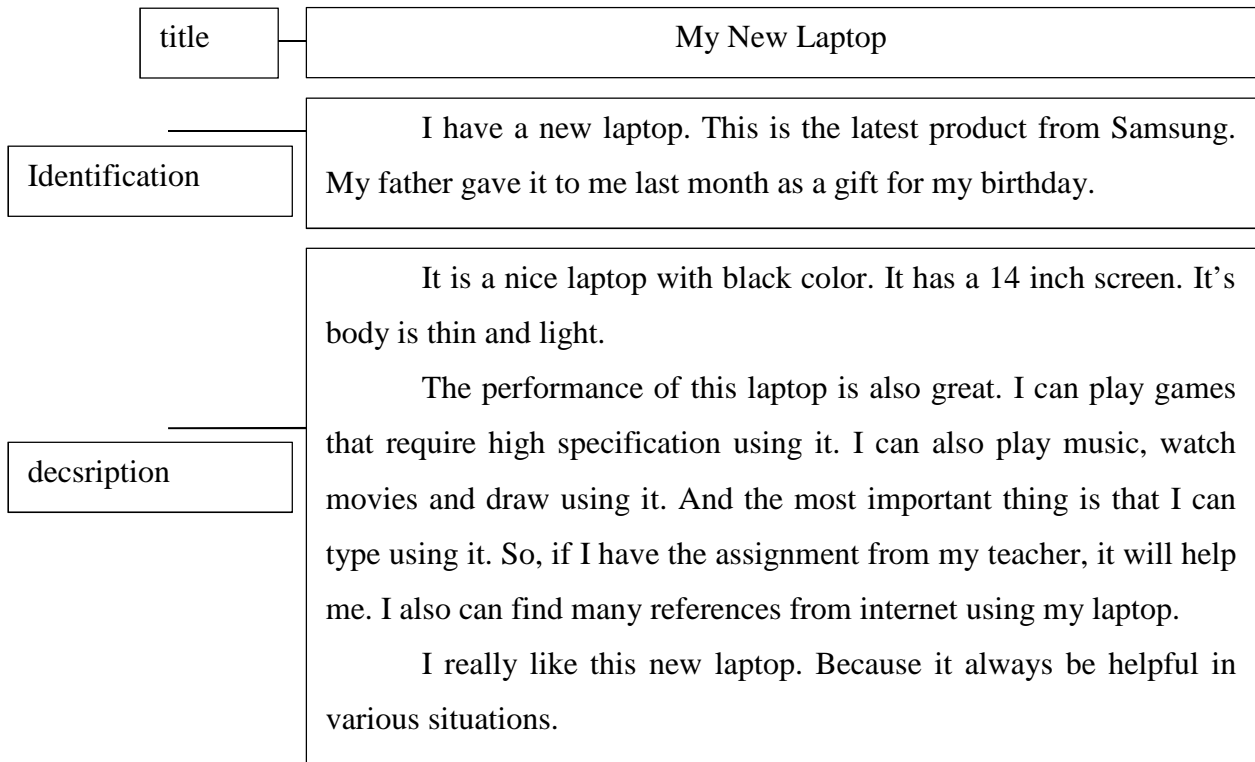 title
My New Laptop
Identification
I have a new laptop. This is the latest product from Samsung.
My father gave it to me last month as a gift for my birthday.
decsription
It is a nice laptop with black color. It has a 14 inch screen. It’s
body is thin and light.
The performance of this laptop is also great. I can play games
that require high specification using it. I can also play music, watch
movies and draw using it. And the most important thing is that I can
type using it. So, if I have the assignment from my teacher, it will help
me. I also can find many references from internet using my laptop.
I really like this new laptop. Because it always be helpful in
various situations.